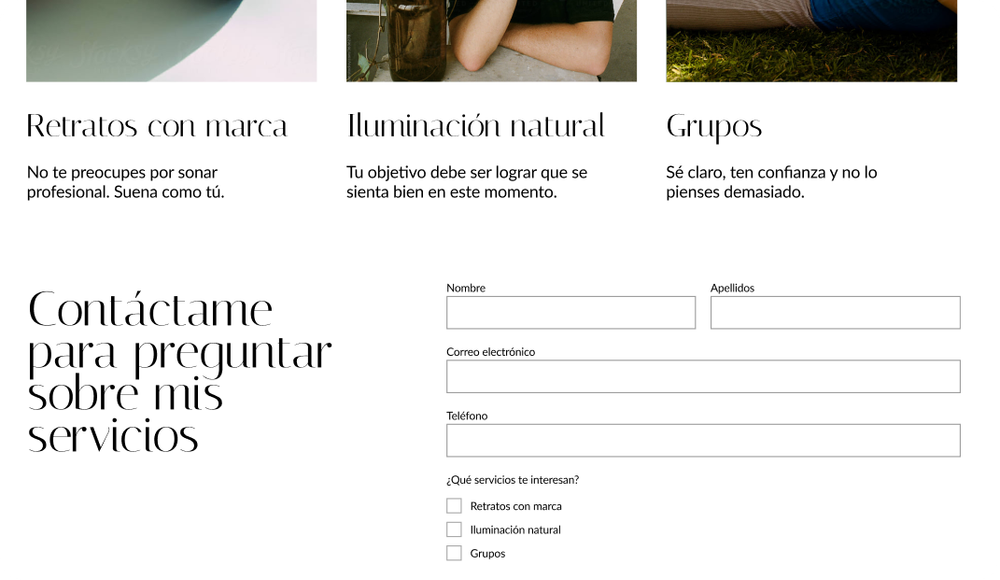 Retratos con marca
No te preocupes por sonar
profesional. Suena como tú.
Iluminación natural
Tu objetivo debe ser lograr que se
sienta bien en este momento.
Grupos
Sé claro, ten confianza y no lo
pienses demasiado.
Contáctame
para preguntar
sobre mis
servicios
Nombre
Apellidos
Correo electrónico
Teléfono
¿Qué servicios te interesan?
Retratos con marca
Iluminación natural
Grupos